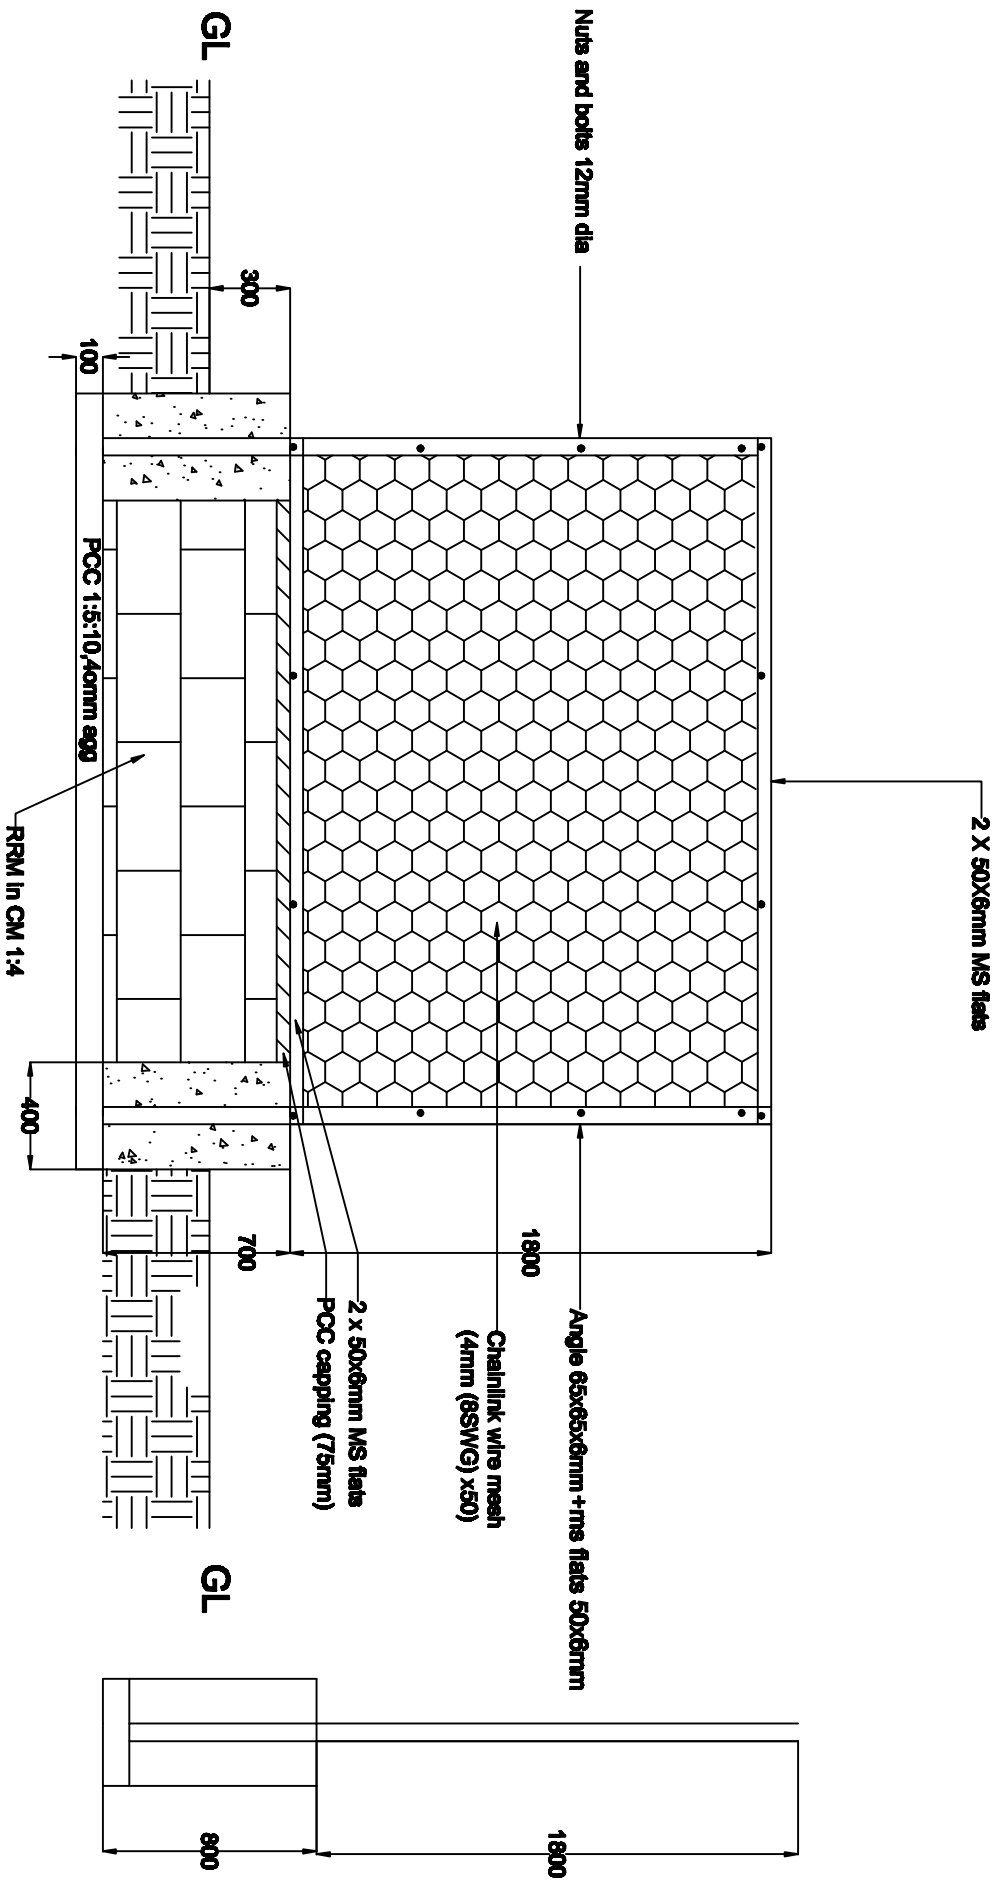 2 X 50X6mm MS flats
Nuts and bolts 12mm dia
Angle 65x65x6mm+ms flats 50x6mm
Chainlink wire mesh
(4mm (8SWG) x50)
1800
1800
2 x 50x6mm MS flats
PCC capping (75mm)
300
700
GL
GL
800
100
PCC 1:5:10,4omm agg
400
RRM in CM 1:4